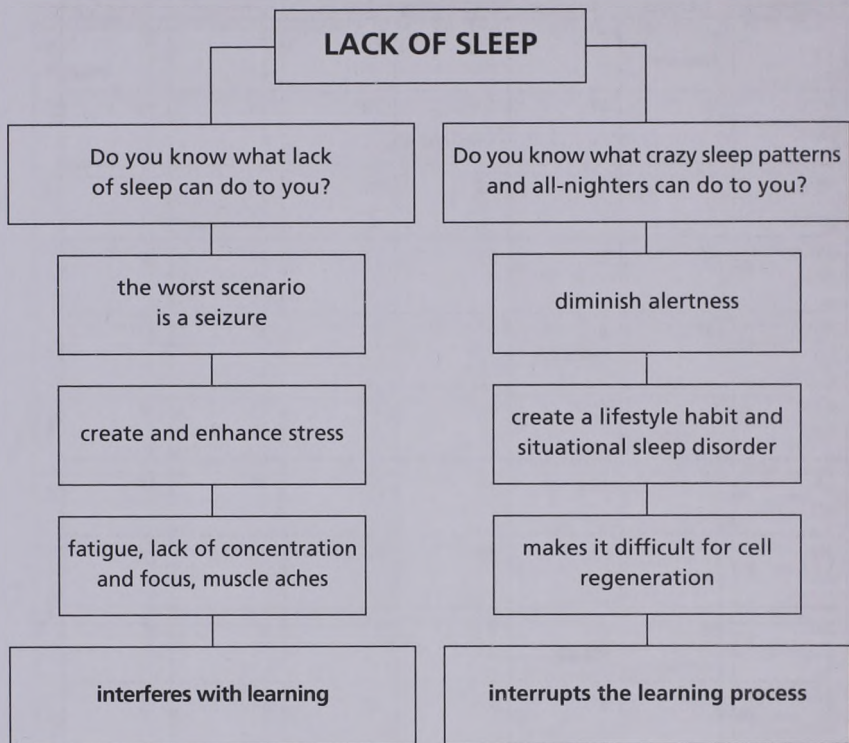 LACK OF SLEEP
Do you know what lack
of sleep can do to you?
the worst scenario
is a seizure
create and enhance stress
fatigue, lack of concentration
and focus, muscle aches
interferes with learning
Do you know what crazy sleep patterns
and all-nighters can do to you?
diminish alertness
create a lifestyle habit and
situational sleep disorder
makes it difficult for cell
regeneration
interrupts the learning process